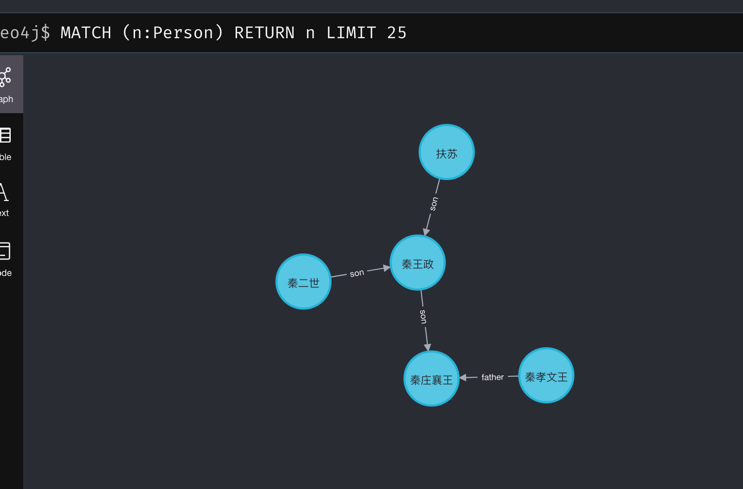 eo4j$ MATCH (n:Person) RETURN n LIMIT 25
aph
ble
ext
ode
扶苏
son
秦王政
秦二世
son
son
秦庄襄王
father
秦孝文王